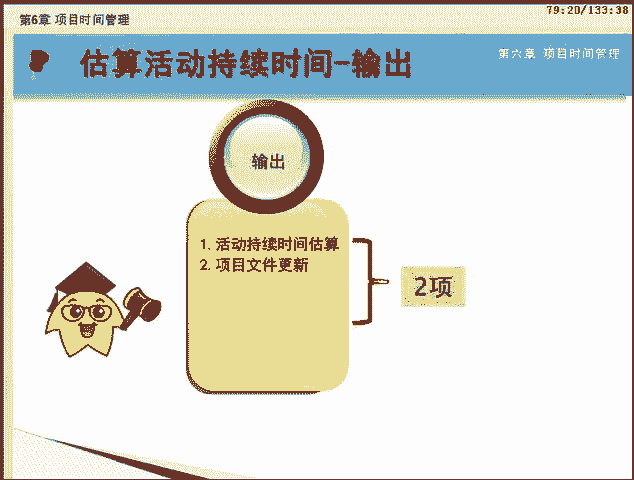 第6章 项目时间管理
79:20/133:38
估算活动持续时间-输出
第六章 项目时间管理
输出
1. 活动持续时间估算
2. 项目文件更新
2项